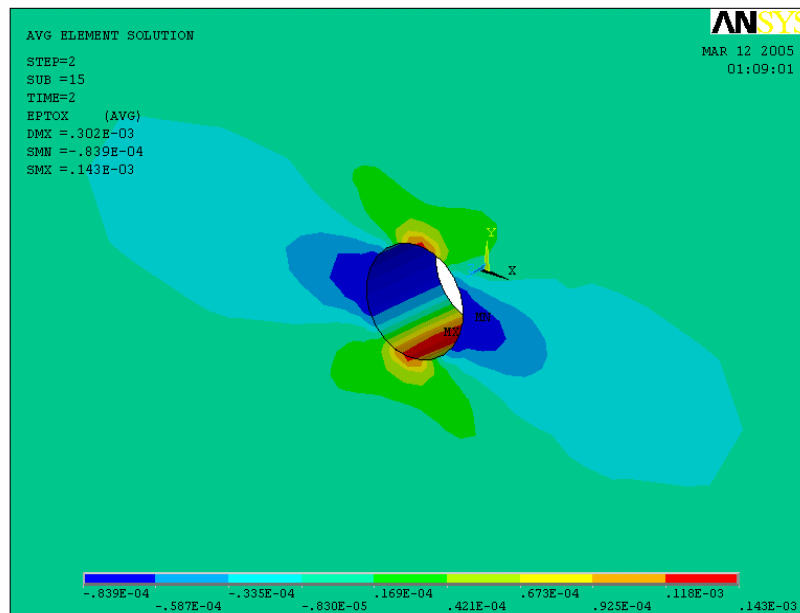 ANSYS
AVG ELEMENT SOLUTION
STEP=2
SUB =15
TIME=2
EPTOX (AVG)
DMX =.302E-03
SMN =-.839E-04
SMX =.143E-03
MAR 12 2005
01:09:01
Y
X
MN
MX
-.839E-04 -.335E-04 .169E-04 .673E-04 .118E-03
-.587E-04 -.830E-05 .421E-04 .925E-04 .143E-03